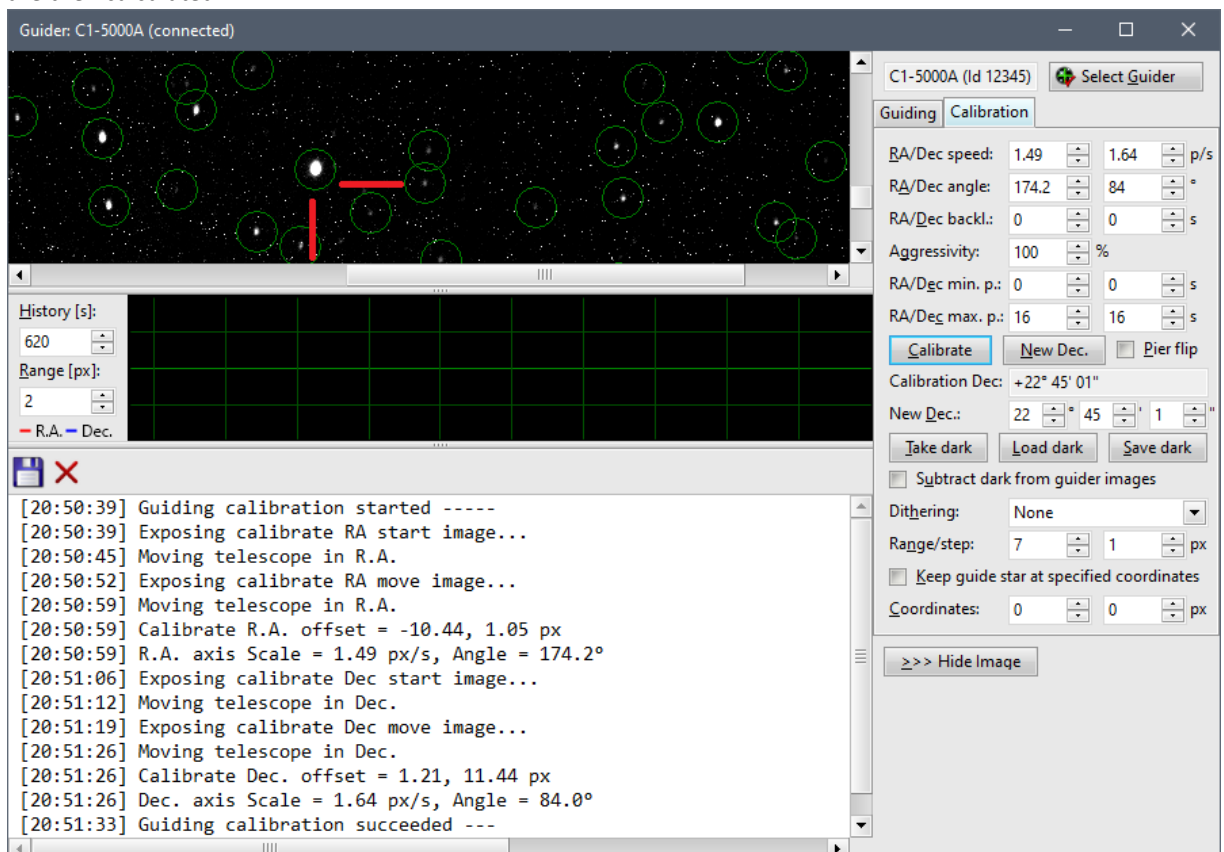 Guider: C1-5000A (connected)
C1-5000A (Id 12345) Select Guider
Guiding Calibration
RA/Dec speed: 1.49 1.64 p/s
RA/Dec angle: 174.2 84 °
RA/Dec backl.: 0 0 s
Aggressivity: 100 %
RA/Dec min. p.: 0 0 s
RA/Dec max. p.: 16 16 s
Calibrate New Dec. Pier flip
Calibration Dec: +22° 45' 01"
New Dec.: 22 ° 45 ' 1 "
Take dark Load dark Save dark
Subtract dark from guider images
Dithering: None
Range/step: 7 1 px
Keep guide star at specified coordinates
Coordinates: 0 0 px
>>> Hide Image
History [s]:
620
Range [px]:
2
R.A. Dec.
[20:50:39] Guiding calibration started -----
[20:50:39] Exposing calibrate RA start image...
[20:50:45] Moving telescope in R.A.
[20:50:52] Exposing calibrate RA move image...
[20:50:59] Moving telescope in R.A.
[20:50:59] Calibrate R.A. offset = -10.44, 1.05 px
[20:50:59] R.A. axis Scale = 1.49 px/s, Angle = 174.2°
[20:51:06] Exposing calibrate Dec start image...
[20:51:12] Moving telescope in Dec.
[20:51:19] Exposing calibrate Dec move image...
[20:51:26] Moving telescope in Dec.
[20:51:26] Calibrate Dec. offset = 1.21, 11.44 px
[20:51:26] Dec. axis Scale = 1.64 px/s, Angle = 84.0°
[20:51:33] Guiding calibration succeeded ---